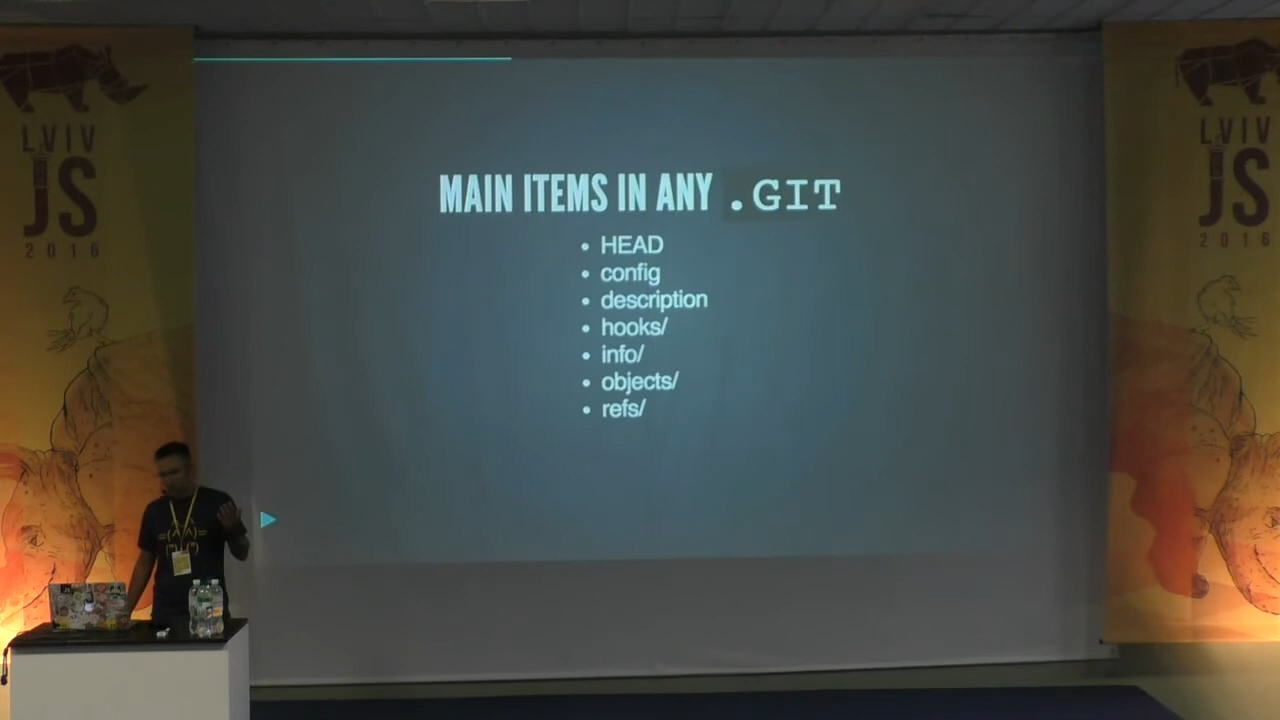 LVIV
JS
2016
MAIN ITEMS IN ANY .GIT
• HEAD
• config
• description
• hooks/
• info/
• objects/
• refs/
LVIV
JS
2016